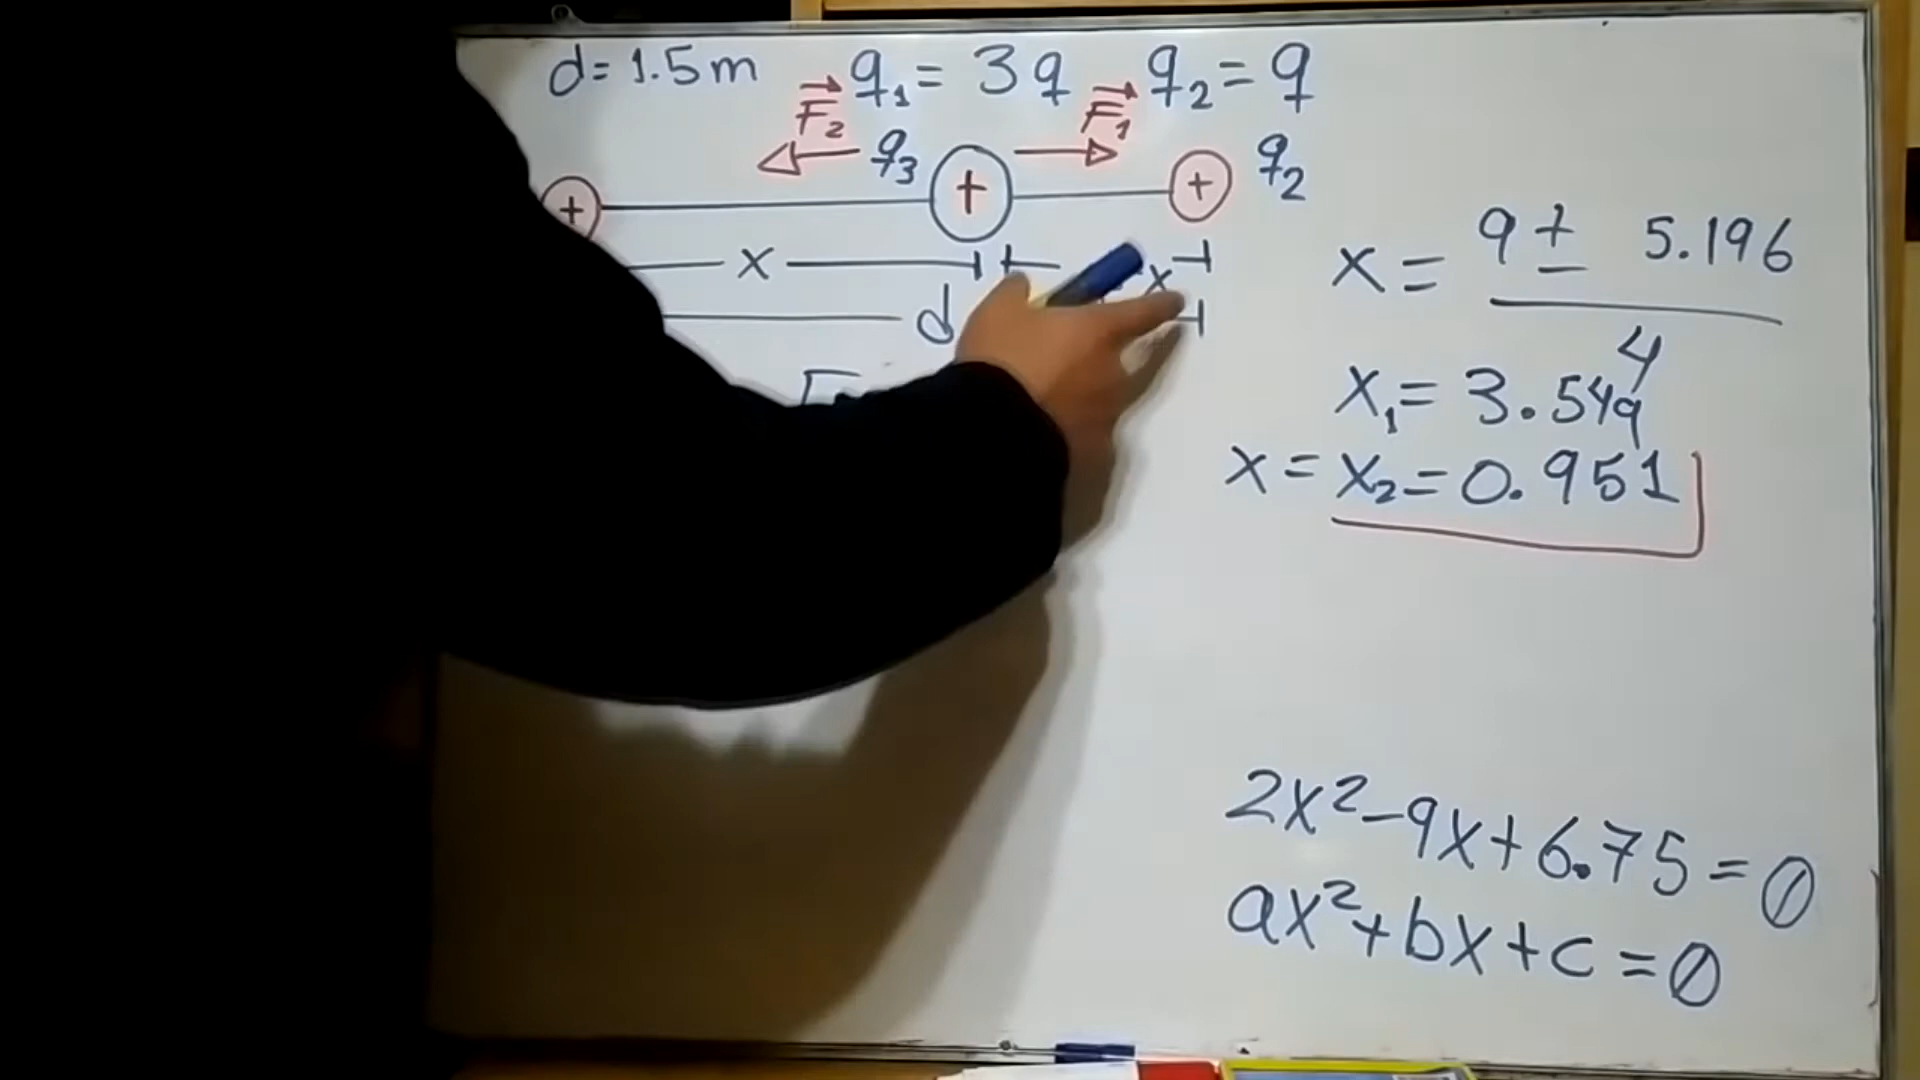 d= 1.5m q₁= 3q q₂=q
F₂ F₁
q₃ + q₂
+ +
x x
d
x= 9 ± 5.196
4
x₁= 3.549
x= x₂= 0.951
2x²-9x+6.75=0
ax²+bx+c=0